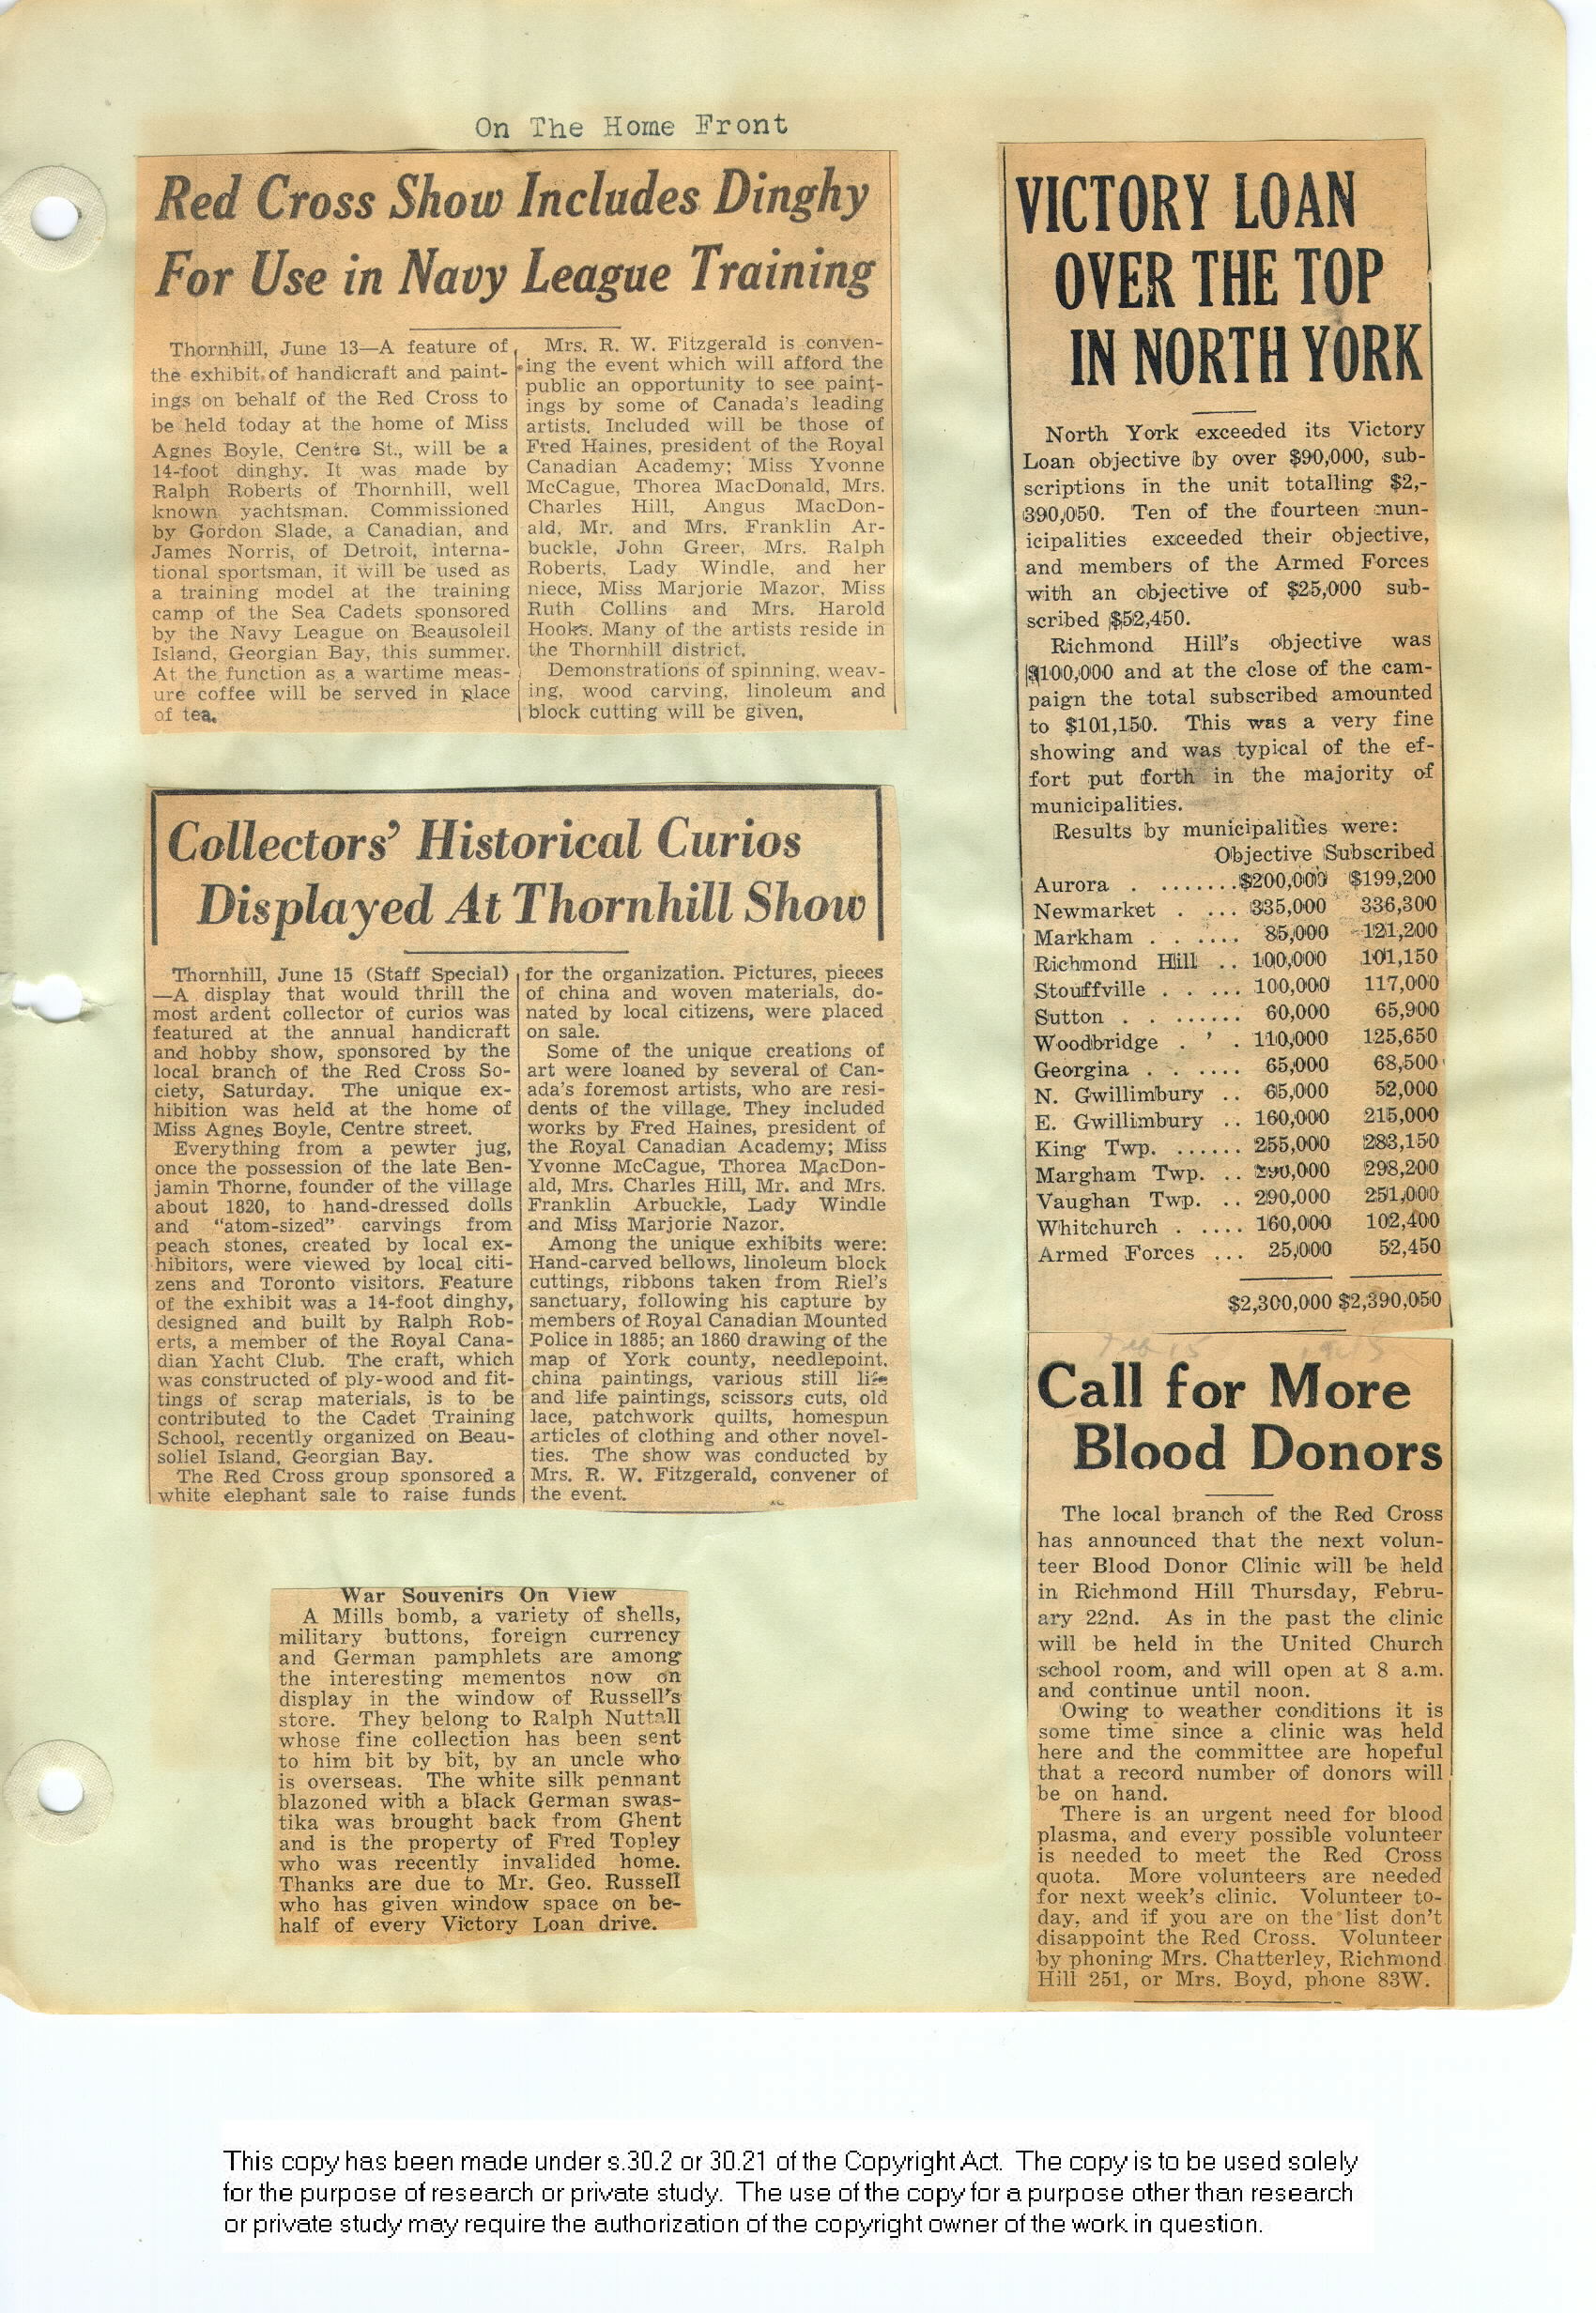 On The Home Front
Red Cross Show Includes Dinghy
For Use in Navy League Training
Thornhill, June 13—A feature of
the exhibit of handicraft and paint-
ings on behalf of the Red Cross to
be held today at the home of Miss
Agnes Boyle, Centre St., will be a
14-foot dinghy. It was made by
Ralph Roberts of Thornhill, well
known yachtsman. Commissioned
by Gordon Slade, a Canadian, and
James Norris, of Detroit, interna-
tional sportsman, it will be used as
a training model at the training
camp of the Sea Cadets sponsored
by the Navy League on Beausoleil
Island, Georgian Bay, this summer.
At the function as a wartime meas-
ure coffee will be served in place
of tea.
Mrs. R. W. Fitzgerald is conven-
ing the event which will afford the
public an opportunity to see paint-
ings by some of Canada's leading
artists. Included will be those of
Fred Haines, president of the Royal
Canadian Academy; Miss Yvonne
McCague, Thorea MacDonald, Mrs.
Charles Hill, Angus MacDon-
ald, Mr. and Mrs. Franklin Ar-
buckle, John Greer, Mrs. Ralph
Roberts, Lady Windle, and her
niece, Miss Marjorie Mazor, Miss
Ruth Collins and Mrs. Harold
Hooks. Many of the artists reside in
the Thornhill district.
Demonstrations of spinning, weav-
ing, wood carving, linoleum and
block cutting will be given.
Collectors' Historical Curios
Displayed At Thornhill Show
Thornhill, June 15 (Staff Special)
—A display that would thrill the
most ardent collector of curios was
featured at the annual handicraft
and hobby show, sponsored by the
local branch of the Red Cross So-
ciety, Saturday. The unique ex-
hibition was held at the home of
Miss Agnes Boyle, Centre street.
Everything from a pewter jug,
once the possession of the late Ben-
jamin Thorne, founder of the village
about 1820, to hand-dressed dolls
and "atom-sized" carvings from
peach stones, created by local ex-
hibitors, were viewed by local citi-
zens and Toronto visitors. Feature
of the exhibit was a 14-foot dinghy,
designed and built by Ralph Rob-
erts, a member of the Royal Cana-
dian Yacht Club. The craft, which
was constructed of ply-wood and fit-
tings of scrap materials, is to be
contributed to the Cadet Training
School, recently organized on Beau-
soliel Island, Georgian Bay.
The Red Cross group sponsored a
white elephant sale to raise funds
for the organization. Pictures, pieces
of china and woven materials, do-
nated by local citizens, were placed
on sale.
Some of the unique creations of
art were loaned by several of Can-
ada's foremost artists, who are resi-
dents of the village. They included
works by Fred Haines, president of
the Royal Canadian Academy; Miss
Yvonne McCague, Thorea MacDon-
ald, Mrs. Charles Hill, Mr. and Mrs.
Franklin Arbuckle, Lady Windle
and Miss Marjorie Nazor.
Among the unique exhibits were:
Hand-carved bellows, linoleum block
cuttings, ribbons taken from Riel's
sanctuary, following his capture by
members of Royal Canadian Mounted
Police in 1885; an 1860 drawing of the
map of York county, needlepoint,
china paintings, various still life
and life paintings, scissors cuts, old
lace, patchwork quilts, homespun
articles of clothing and other novel-
ties. The show was conducted by
Mrs. R. W. Fitzgerald, convener of
the event.
War Souvenirs On View
A Mills bomb, a variety of shells,
military buttons, foreign currency
and German pamphlets are among
the interesting mementos now on
display in the window of Russell's
store. They belong to Ralph Nuttall
whose fine collection has been sent
to him bit by bit, by an uncle who
is overseas. The white silk pennant
blazoned with a black German swas-
tika was brought back from Ghent
and is the property of Fred Topley
who was recently invalided home.
Thanks are due to Mr. Geo. Russell
who has given window space on be-
half of every Victory Loan drive.
VICTORY LOAN
OVER THE TOP
IN NORTH YORK
North York exceeded its Victory
Loan objective by over $90,000, sub-
scriptions in the unit totalling $2,-
390,050. Ten of the fourteen mun-
icipalities exceeded their objective,
and members of the Armed Forces
with an objective of $25,000 sub-
scribed $52,450.
Richmond Hill's objective was
$100,000 and at the close of the cam-
paign the total subscribed amounted
to $101,150. This was a very fine
showing and was typical of the ef-
fort put forth in the majority of
municipalities.
Results by municipalities were:
Objective Subscribed
Aurora . ....... $200,000 $199,200
Newmarket . ... 335,000 336,300
Markham . . .... 85,000 121,200
Richmond Hill .. 100,000 101,150
Stouffville . . ... 100,000 117,000
Sutton . . ...... 60,000 65,900
Woodbridge . ' . 110,000 125,650
Georgina . . .... 65,000 68,500
N. Gwillimbury .. 65,000 52,000
E. Gwillimbury .. 160,000 215,000
King Twp. ...... 255,000 283,150
Margham Twp. .. 290,000 298,200
Vaughan Twp. .. 290,000 251,000
Whitchurch . .... 160,000 102,400
Armed Forces ... 25,000 52,450
$2,300,000 $2,390,050
Feb 15 1945
Call for More
Blood Donors
The local branch of the Red Cross
has announced that the next volun-
teer Blood Donor Clinic will be held
in Richmond Hill Thursday, Febru-
ary 22nd. As in the past the clinic
will be held in the United Church
school room, and will open at 8 a.m.
and continue until noon.
Owing to weather conditions it is
some time since a clinic was held
here and the committee are hopeful
that a record number of donors will
be on hand.
There is an urgent need for blood
plasma, and every possible volunteer
is needed to meet the Red Cross
quota. More volunteers are needed
for next week's clinic. Volunteer to-
day, and if you are on the list don't
disappoint the Red Cross. Volunteer
by phoning Mrs. Chatterley, Richmond
Hill 251, or Mrs. Boyd, phone 83W.
This copy has been made under s.30.2 or 30.21 of the Copyright Act. The copy is to be used solely
for the purpose of research or private study. The use of the copy for a purpose other than research
or private study may require the authorization of the copyright owner of the work in question.